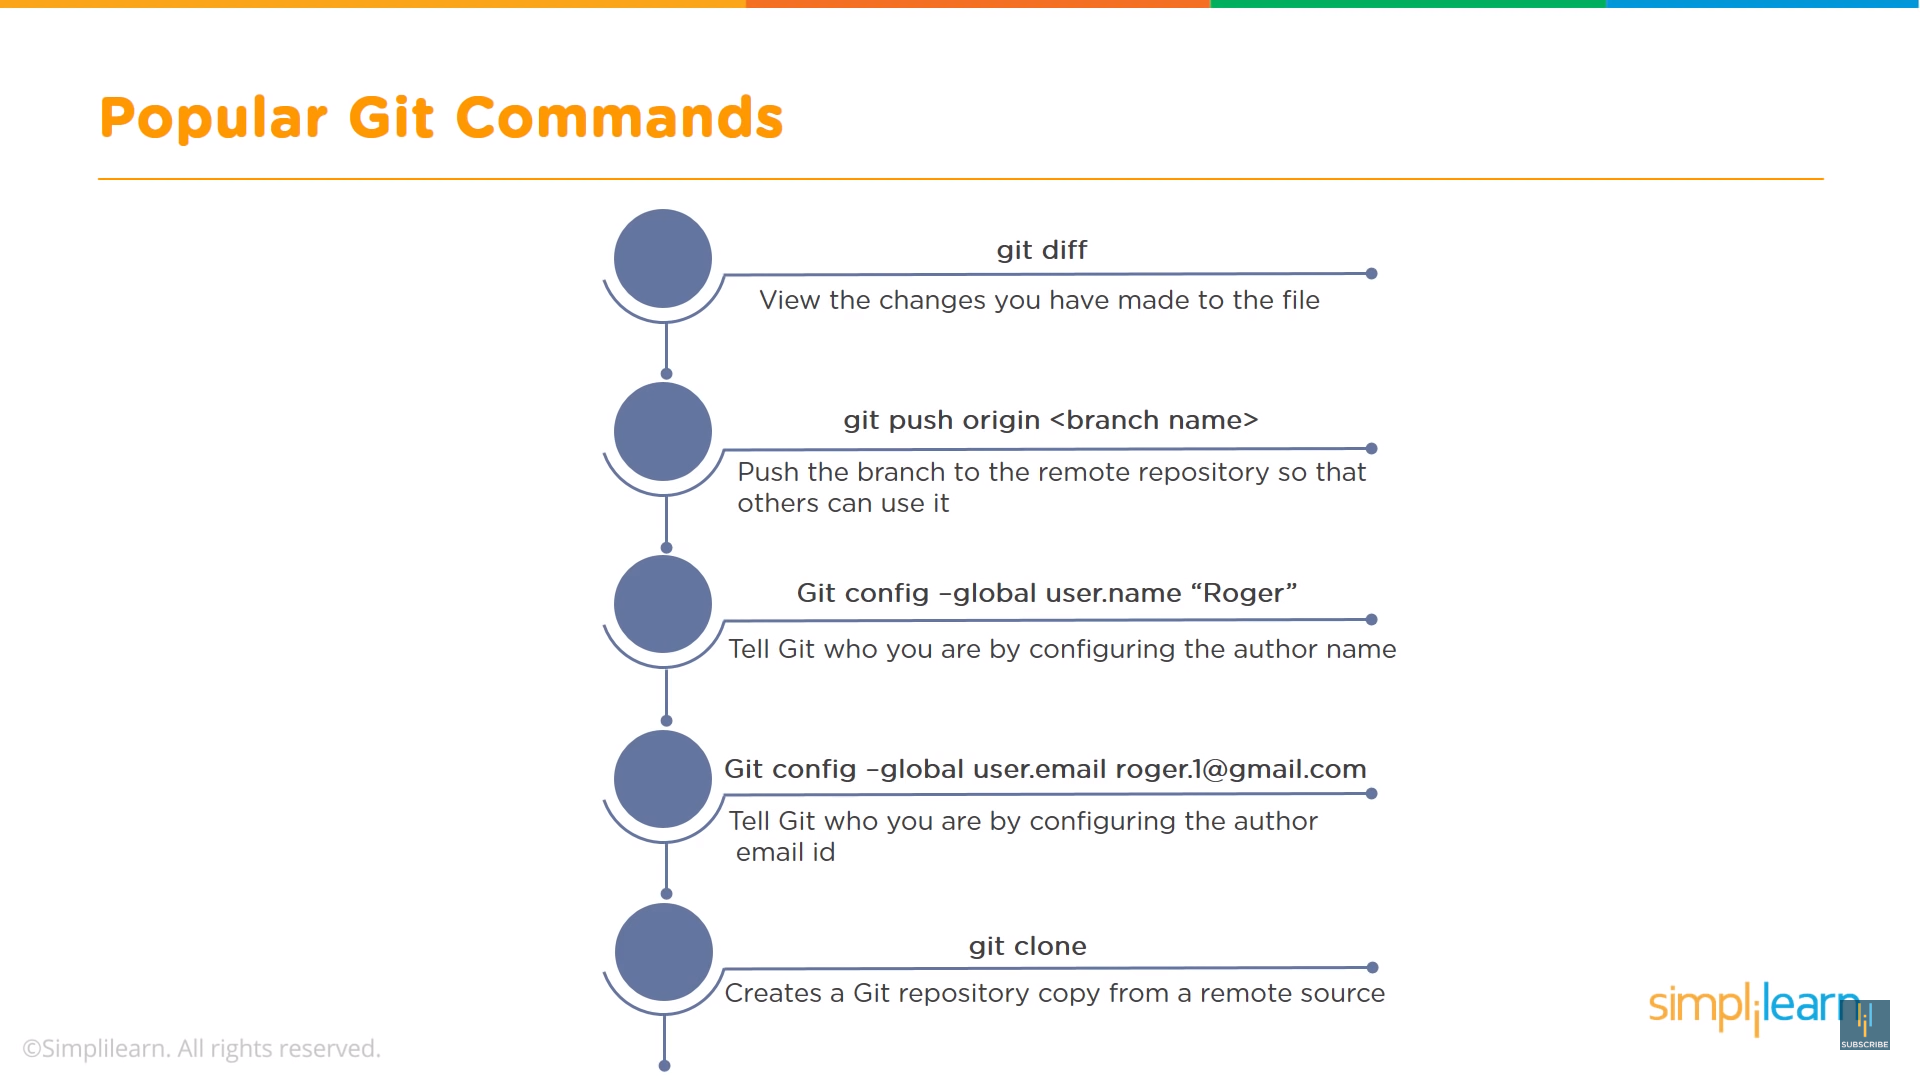 Popular Git Commands
git diff
View the changes you have made to the file
git push origin <branch name>
Push the branch to the remote repository so that
others can use it
Git config –global user.name “Roger”
Tell Git who you are by configuring the author name
Git config –global user.email roger.1@gmail.com
Tell Git who you are by configuring the author
email id
git clone
Creates a Git repository copy from a remote source
simplilearn
SUBSCRIBE
©Simplilearn. All rights reserved.